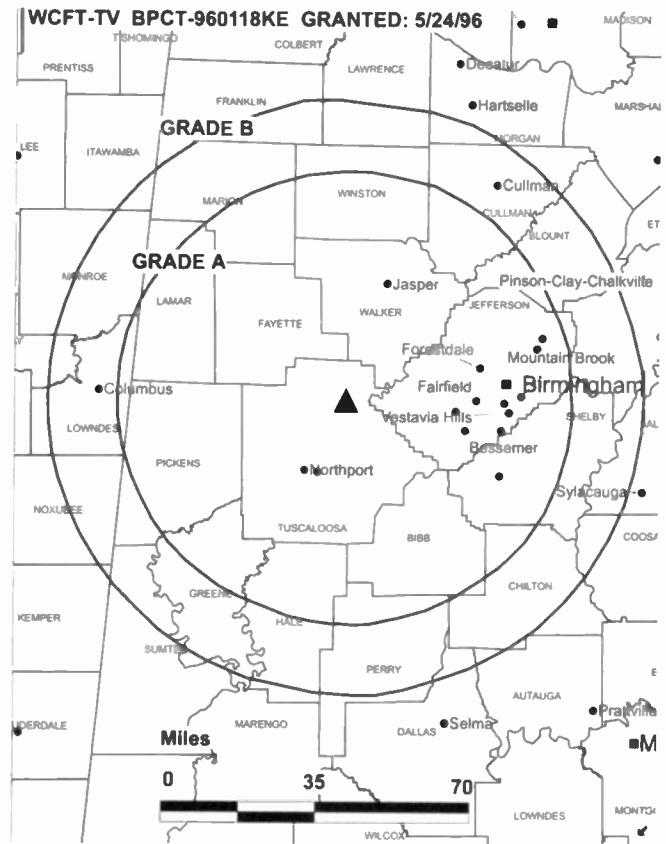 WCFT-TV BPCT-960118KE GRANTED: 5/24/96
MADISON
TISHOMINGO
COLBERT
PRENTISS
LAWRENCE
Decatur
FRANKLIN
Hartselle
MARSHAL
GRADE B
MORGAN
LEE
ITAWAMBA
Cullman
WINSTON
MARION
CULLMAN
BLOUNT
ET
GRADE A
MONROE
Jasper
Pinson-Clay-Chalkville
LAMAR
WALKER
JEFFERSON
FAYETTE
Forestdale
Mountain Brook
Columbus
Fairfield
Birmingham
Vestavia Hills
SHELBY
LOWNDES
Bessemer
PICKENS
Northport
Sylacauga
NOXUBEE
TUSCALOOSA
BIBB
COOSA
CHILTON
GREENE
KEMPER
HALE
SUMTER
PERRY
AUTAUGA
Prattville
UDERDALE
MARENGO
DALLAS
Selma
Miles
M
0 35 70
LOWNDES
WILCOX